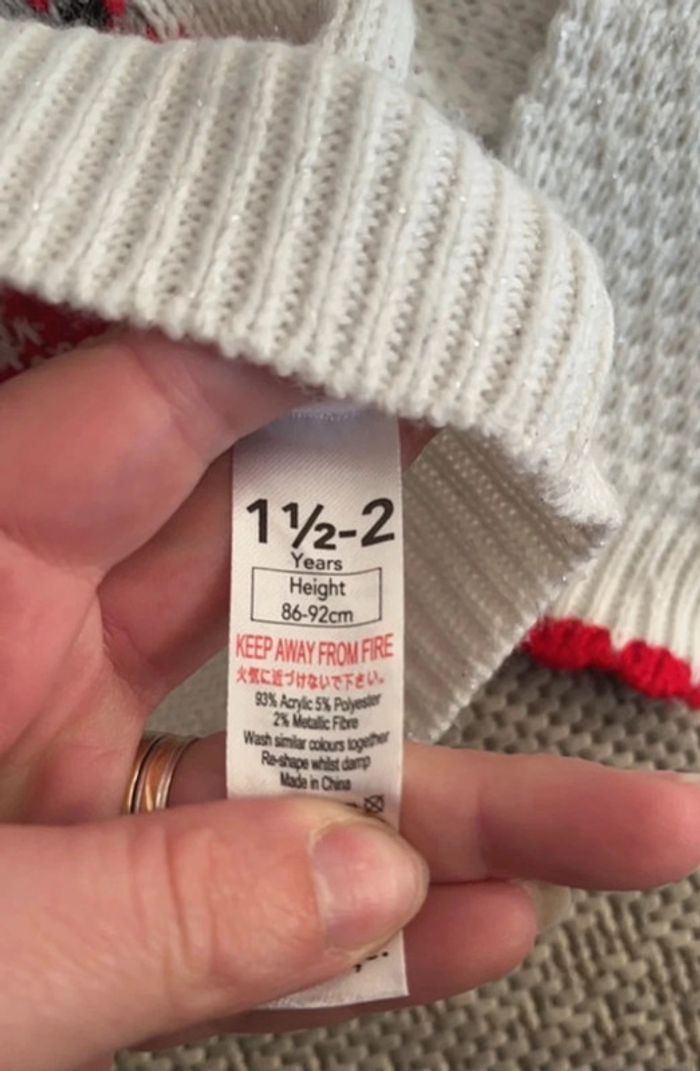 1½-2
Years
Height
86-92cm
KEEP AWAY FROM FIRE
火気に近づけないで下さい。
93% Acrylic 5% Polyester
2% Metallic Fibre
Wash similar colours together
Re-shape whilst damp
Made in China